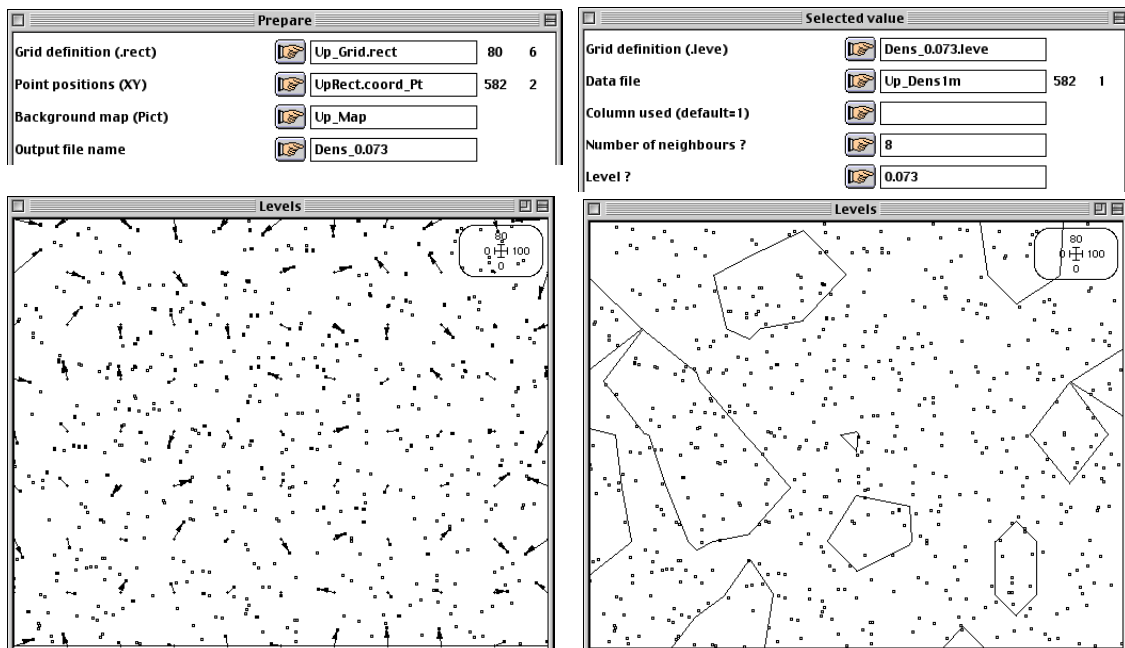 Prepare
Grid definition (.rect) Up_Grid.rect 80 6
Point positions (XY) UpRect.coord_Pt 582 2
Background map (Pict) Up_Map
Output file name Dens_0.073
Selected value
Grid definition (.leve) Dens_0.073.leve
Data file Up_Dens1m 582 1
Column used (default=1)
Number of neighbours ? 8
Level ? 0.073
Levels
80
0 100
0
Levels
80
0 100
0